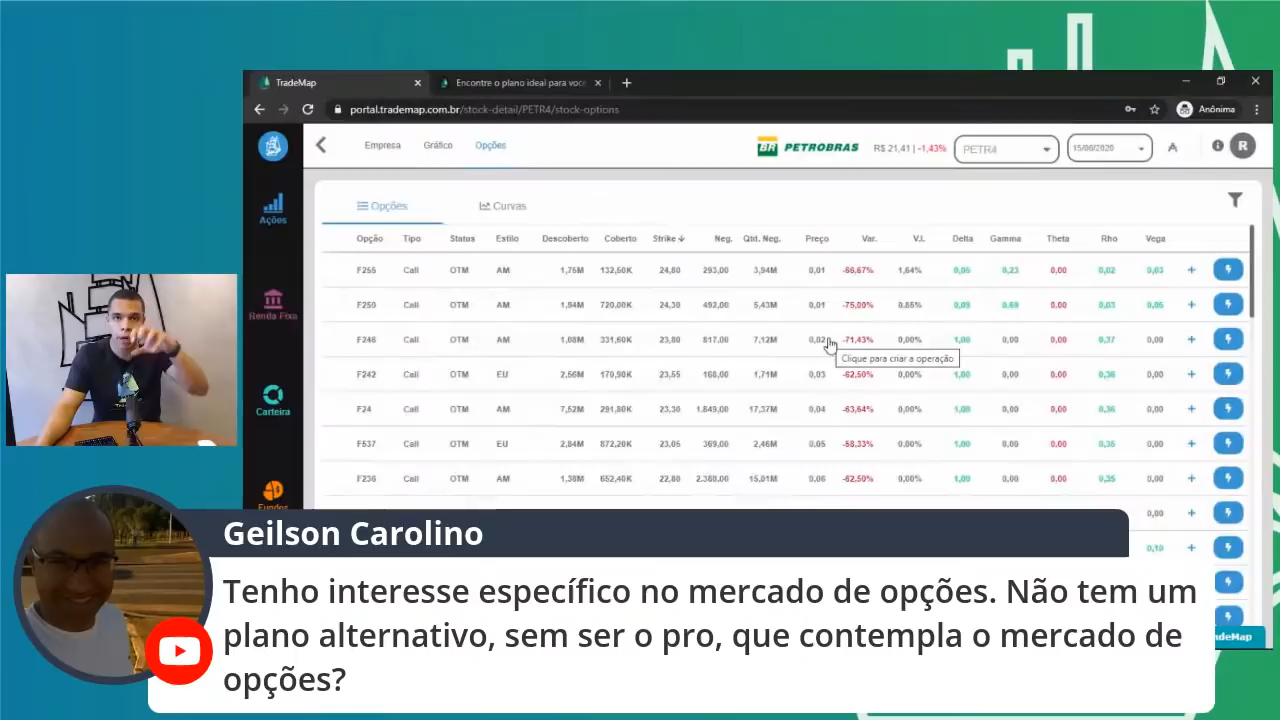 TradeMap
Encontre o plano ideal para você
portal.trademap.com.br/stock-detail/PETR4/stock-options
Anônima
Empresa Gráfico Opções
BR PETROBRAS R$ 21,41 | -1,43% PETR4 15/06/2020 R
Ações
Renda Fixa
Carteira
Fundos
Opções Curvas
Opção Tipo Status Estilo Descoberto Coberto Strike Neg. Qtd. Neg. Preço Var. V.I. Delta Gamma Theta Rho Vega
F255 Call OTM AM 1,75M 132,50K 24,80 293,00 3,94M 0,01 -66,67% 1,64% 0,05 0,23 0,00 0,02 0,03
F250 Call OTM AM 1,94M 720,00K 24,30 492,00 5,43M 0,01 -75,00% 0,85% 0,09 0,69 0,00 0,03 0,05
F246 Call OTM AM 1,08M 331,60K 23,80 817,00 7,12M 0,02 -71,43% 0,00% 1,00 0,00 0,00 0,37 0,00
Clique para criar a operação
F242 Call OTM EU 2,56M 170,90K 23,55 168,00 1,71M 0,03 -62,50% 0,00% 1,00 0,00 0,00 0,36 0,00
F24 Call OTM AM 7,52M 291,80K 23,30 1.849,00 17,37M 0,04 -63,64% 0,00% 1,00 0,00 0,00 0,36 0,00
F537 Call OTM EU 2,84M 872,20K 23,05 369,00 2,46M 0,05 -58,33% 0,00% 1,00 0,00 0,00 0,35 0,00
F236 Call OTM AM 1,38M 652,40K 22,80 2.388,00 15,01M 0,06 -62,50% 0,00% 1,00 0,00 0,00 0,35 0,00
0,00
0,10
deMap
Geilson Carolino
Tenho interesse específico no mercado de opções. Não tem um
plano alternativo, sem ser o pro, que contempla o mercado de
opções?